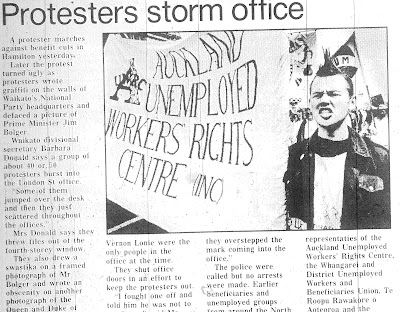 Protesters storm office
A protester marches
against benefit cuts in
Hamilton yesterday.
Later the protest
turned ugly as
protesters wrote
graffiti on the walls of
Waikato's National
Party headquarters and
defaced a picture of
Prime Minister Jim
Bolger
Waikato divisional
secretary Barbara
Donald says a group of
about 40 or 50
protesters burst into
the London St office.
"Some of them
jumped over the desk
and then they just
scattered throughout
the offices."
Mrs Donald says they
threw files out of the
fourth-storey window.
They also drew a
swastika on a framed
photograph of Mr
Bolger and wrote an
obscenity on another
photograph of the
Queen and Duke of
AUCKLAND
UNEMPLOYED
WORKERS' RIGHTS
CENTRE INC
UM
Vernon Lonie were the
only people in the
office at the time.
They shut office
doors in an effort to
keep the protesters out.
"I fought one off and
told him he was not to
they overstepped the
mark coming into the
office."
The police were
called but no arrests
were made. Earlier
Beneficiaries and
unemployed groups
from around the North
representaties of the
Auckland Unemployed
Workers' Rights Centre,
the Whangarei and
District Unemployed
Workers and
Beneficiaries Union, Te
Roopu Rawakore o
Aotearoa and the